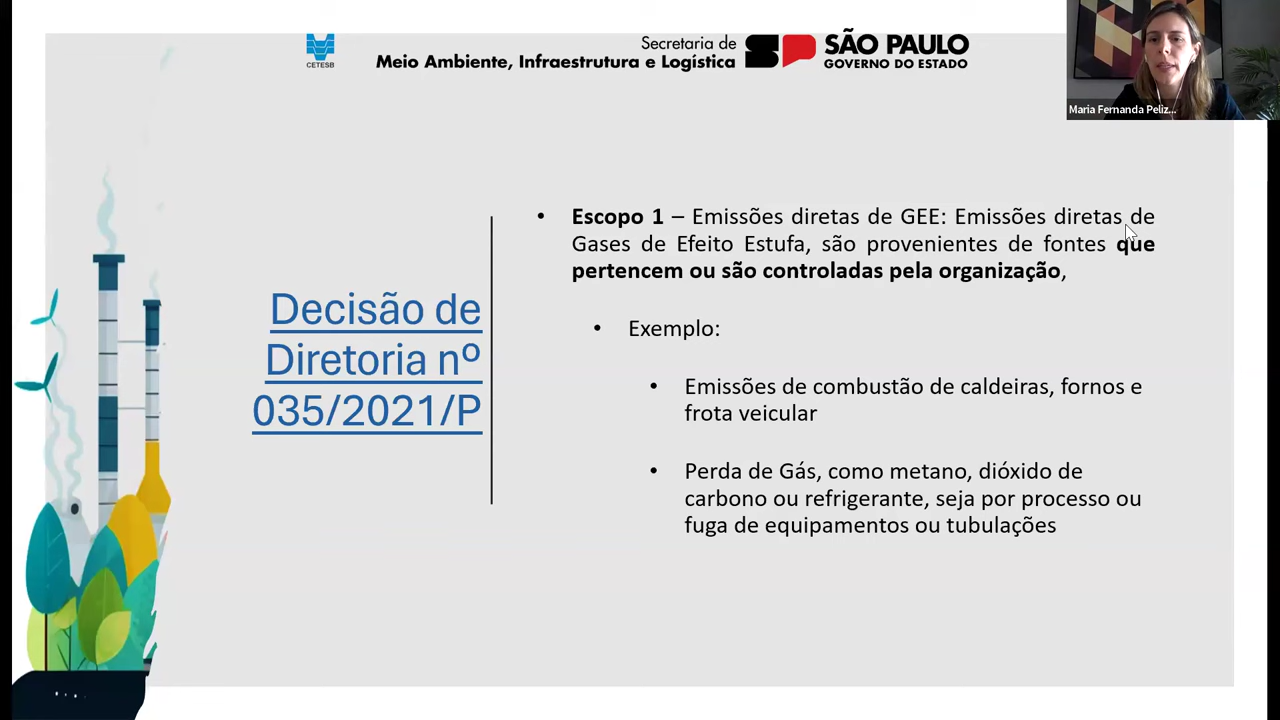 CETESB
Secretaria de
Meio Ambiente, Infraestrutura e Logística
SP
SÃO PAULO
GOVERNO DO ESTADO
Maria Fernanda Peliz...
Decisão de
Diretoria nº
035/2021/P
• Escopo 1 – Emissões diretas de GEE: Emissões diretas de
Gases de Efeito Estufa, são provenientes de fontes que
pertencem ou são controladas pela organização,
• Exemplo:
• Emissões de combustão de caldeiras, fornos e
frota veicular
• Perda de Gás, como metano, dióxido de
carbono ou refrigerante, seja por processo ou
fuga de equipamentos ou tubulações